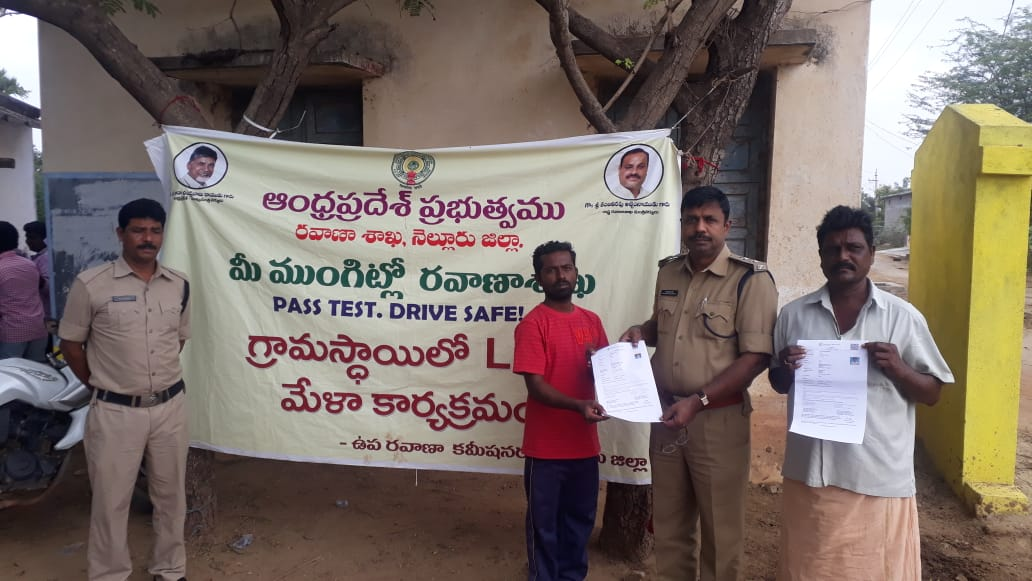 ఆంధ్రప్రదేశ్ ప్రభుత్వము
రవాణా శాఖ, నెల్లూరు జిల్లా.
మీ ముంగిట్లో రవాణాశాఖ
PASS TEST. DRIVE SAFE!
గ్రామస్ధాయిలో L
మేళా కార్యక్రమం
- ఉప రవాణా కమీషనర్ జిల్లా